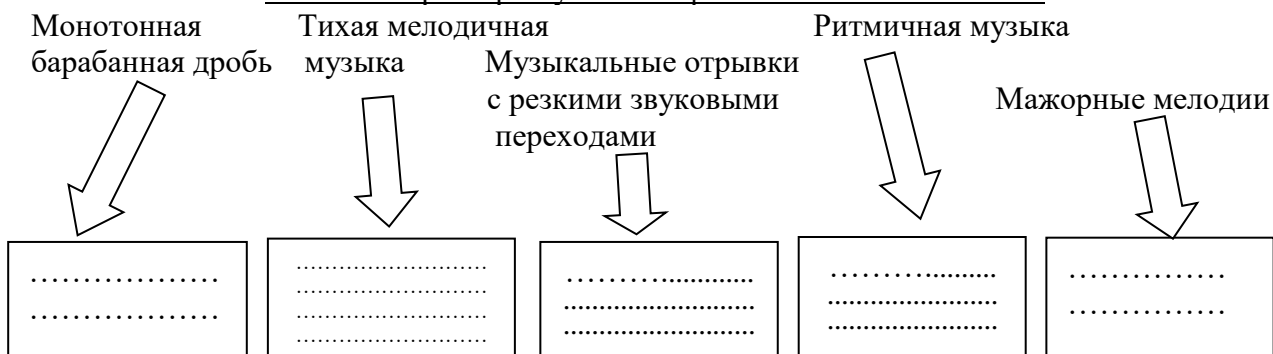 Монотонная
барабанная дробь
Тихая мелодичная
музыка
Музыкальные отрывки
с резкими звуковыми
переходами
Ритмичная музыка
Мажорные мелодии